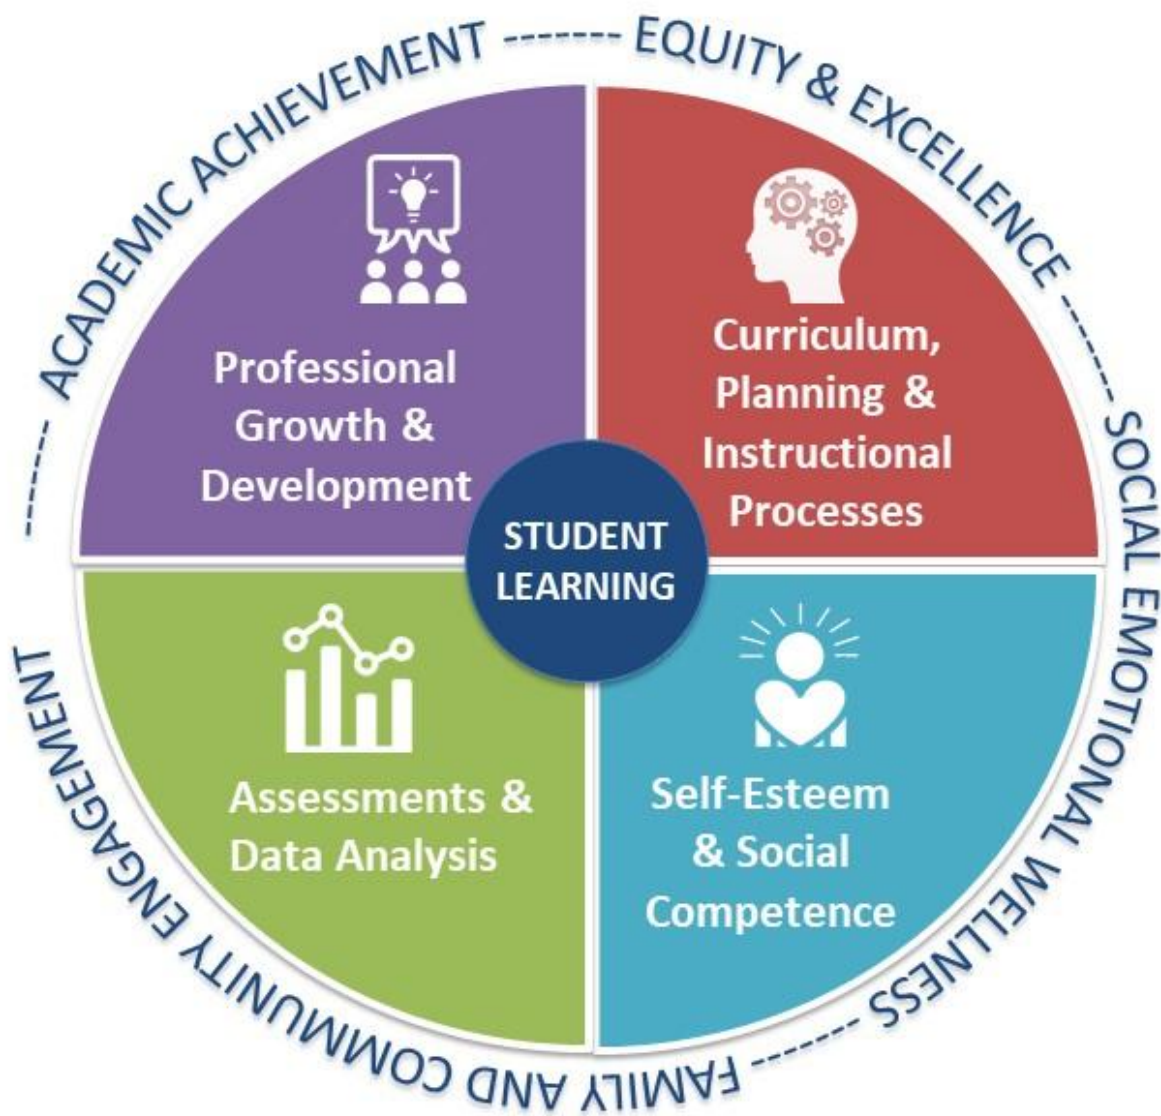 ACADEMIC ACHIEVEMENT
EQUITY & EXCELLENCE
SOCIAL EMOTIONAL WELLLNESS
FAMILY AND COMMUNITY ENGAGEMENT
Professional
Growth &
Development
Curriculum,
Planning &
Instructional
Processes
STUDENT
LEARNING
Assessments &
Data Analysis
Self-Esteem
& Social
Competence